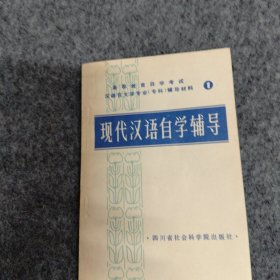 高等教育自学考试
汉语言文学专业(专科)辅导材料
1
现代汉语自学辅导
·四川省社会科学院出版社·